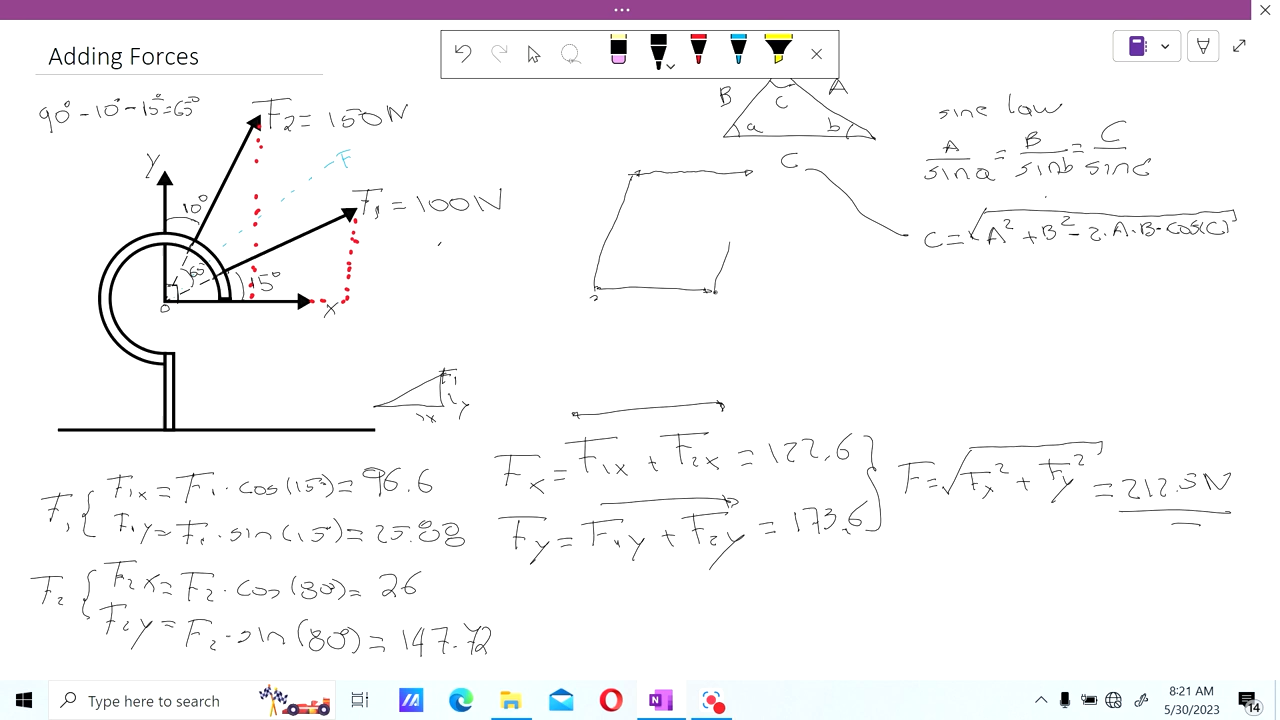 Adding Forces
90° - 10° - 15° = 65°
F₂ = 150N
F
y
10°
F₁ = 100N
65°
15°
x
o
B
A
C
a
b
C
sine law
A/sin a = B/sin b = C/sin c
C = √(A² + B² - 2·A·B·cos(C))
F₁
x
y
F₁ { F₁x = F₁ · cos(15°) = 96.6
F₁y = F₁ · sin(15) = 25.88
F₂ { F₂x = F₂ · cos(80°) = 26
F₂y = F₂ · sin(80°) = 147.72
Fx = F₁x + F₂x = 122,6
Fy = F₁y + F₂y = 173,6
} F = √(Fx² + Fy²) = 212.5N
Type here to search
8:21 AM
5/30/2023
14